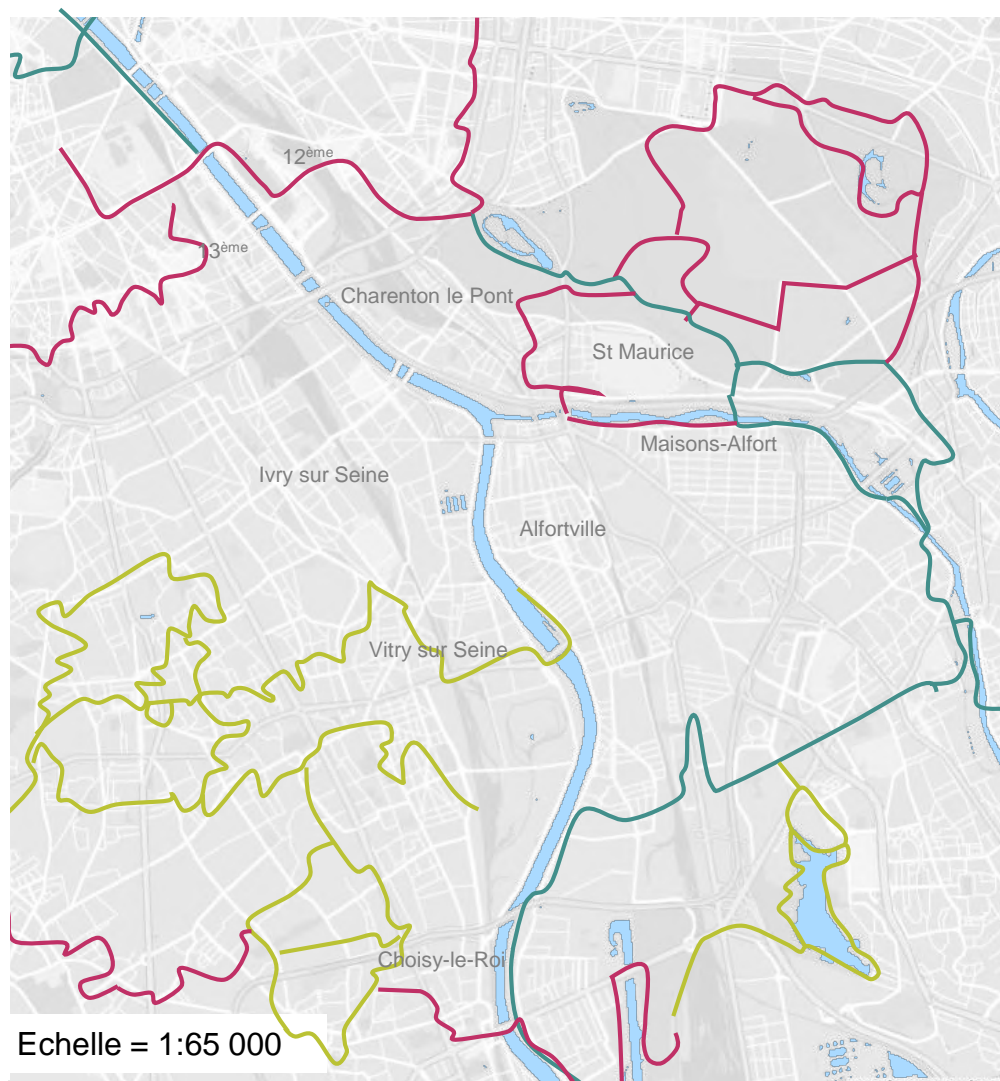 12ème
13ème
Charenton le Pont
St Maurice
Maisons-Alfort
Ivry sur Seine
Alfortville
Vitry sur Seine
Choisy-le-Roi
Echelle = 1:65 000